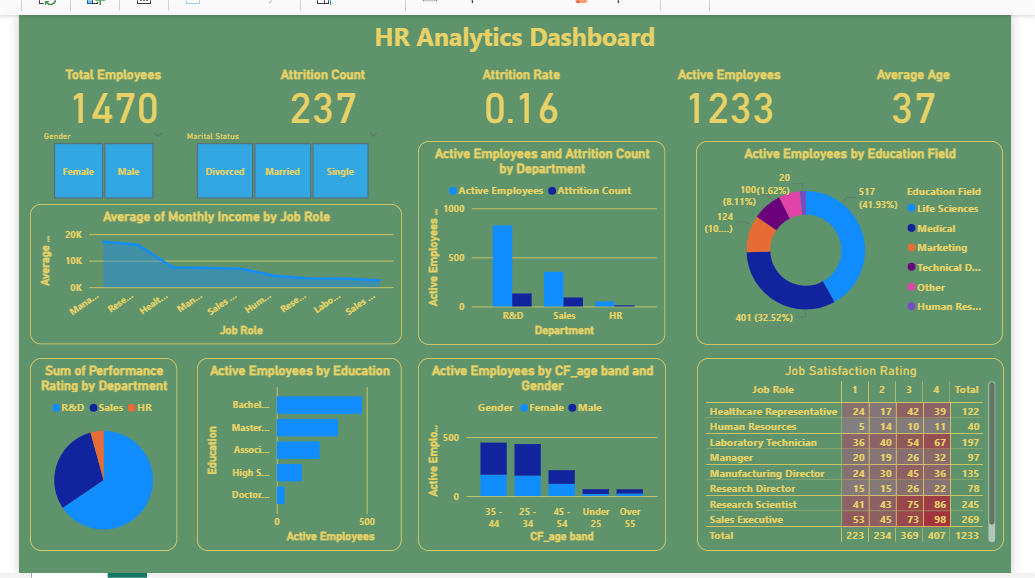 HR Analytics Dashboard
Total Employees
1470
Attrition Count
237
Attrition Rate
0.16
Active Employees
1233
Average Age
37
Gender
Female
Male
Marital Status
Divorced
Married
Single
Average of Monthly Income by Job Role
Average ...
20K
10K
0K
Mana...
Rese...
Healt...
Man...
Sales ...
Hum...
Rese...
Labo...
Sales ...
Job Role
Active Employees and Attrition Count
by Department
Active Employees
Attrition Count
Active Employees ...
1000
500
0
R&D
Sales
HR
Department
Active Employees by Education Field
20
(1.62%)
100
(8.11%)
124
(10....)
517
(41.93%)
401 (32.52%)
Education Field
Life Sciences
Medical
Marketing
Technical D...
Other
Human Res...
Sum of Performance
Rating by Department
R&D
Sales
HR
Active Employees by Education
Education
Bachel...
Master...
Associ...
High S...
Doctor...
0
500
Active Employees
Active Employees by CF_age band and
Gender
Gender
Female
Male
Active Emplo...
500
0
35 -
44
25 -
34
45 -
54
Under
25
Over
55
CF_age band
Job Satisfaction Rating
Job Role 1 2 3 4 Total
Healthcare Representative 24 17 42 39 122
Human Resources 5 14 10 11 40
Laboratory Technician 36 40 54 67 197
Manager 20 19 26 32 97
Manufacturing Director 24 30 45 36 135
Research Director 15 15 26 22 78
Research Scientist 41 43 75 86 245
Sales Executive 53 45 73 98 269
Total 223 234 369 407 1233